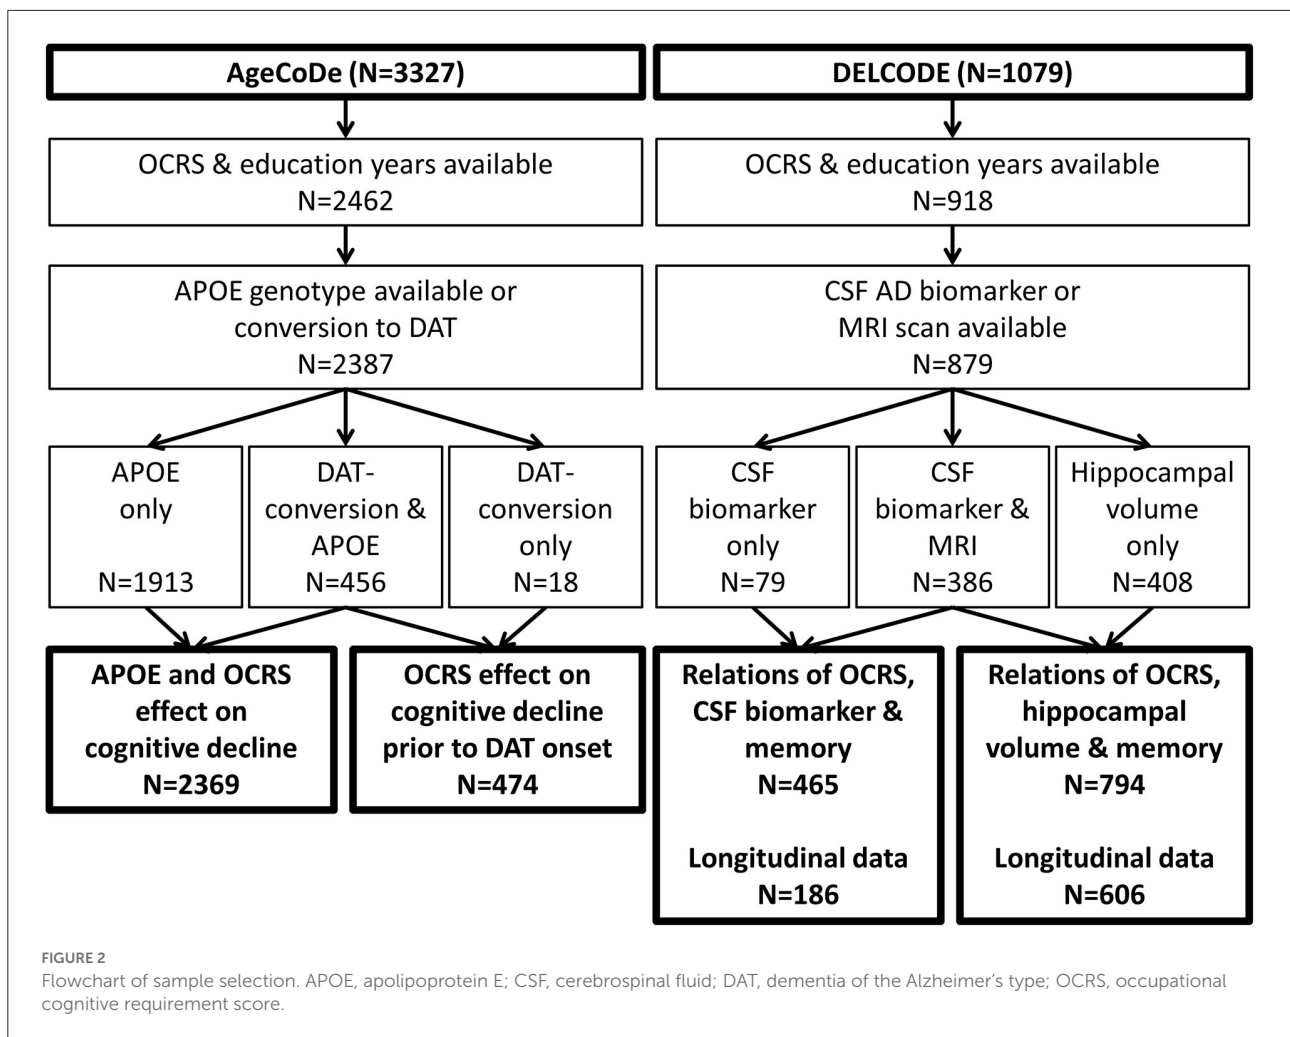 AgeCoDe (N=3327)
DELCODE (N=1079)
OCRS & education years available
N=2462
OCRS & education years available
N=918
APOE genotype available or
conversion to DAT
N=2387
CSF AD biomarker or
MRI scan available
N=879
APOE
only
N=1913
DAT-
conversion &
APOE
N=456
DAT-
conversion
only
N=18
CSF
biomarker
only
N=79
CSF
biomarker &
MRI
N=386
Hippocampal
volume
only
N=408
APOE and OCRS
effect on
cognitive decline
N=2369
OCRS effect on
cognitive decline
prior to DAT onset
N=474
Relations of OCRS,
CSF biomarker &
memory
N=465
Longitudinal data
N=186
Relations of OCRS,
hippocampal
volume & memory
N=794
Longitudinal data
N=606
FIGURE 2
Flowchart of sample selection. APOE, apolipoprotein E; CSF, cerebrospinal fluid; DAT, dementia of the Alzheimer's type; OCRS, occupational
cognitive requirement score.